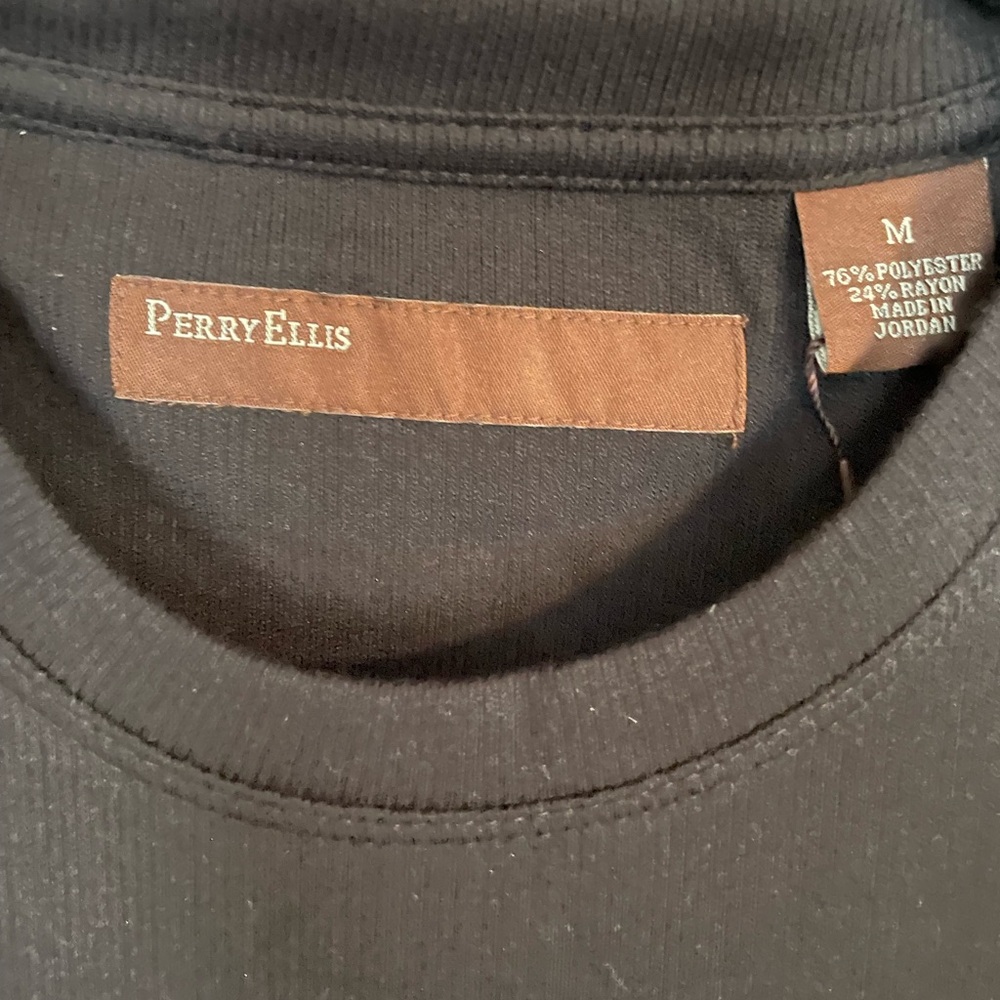 PERRY ELLIS
M
76% POLYESTER
24% RAYON
MADE IN
JORDAN